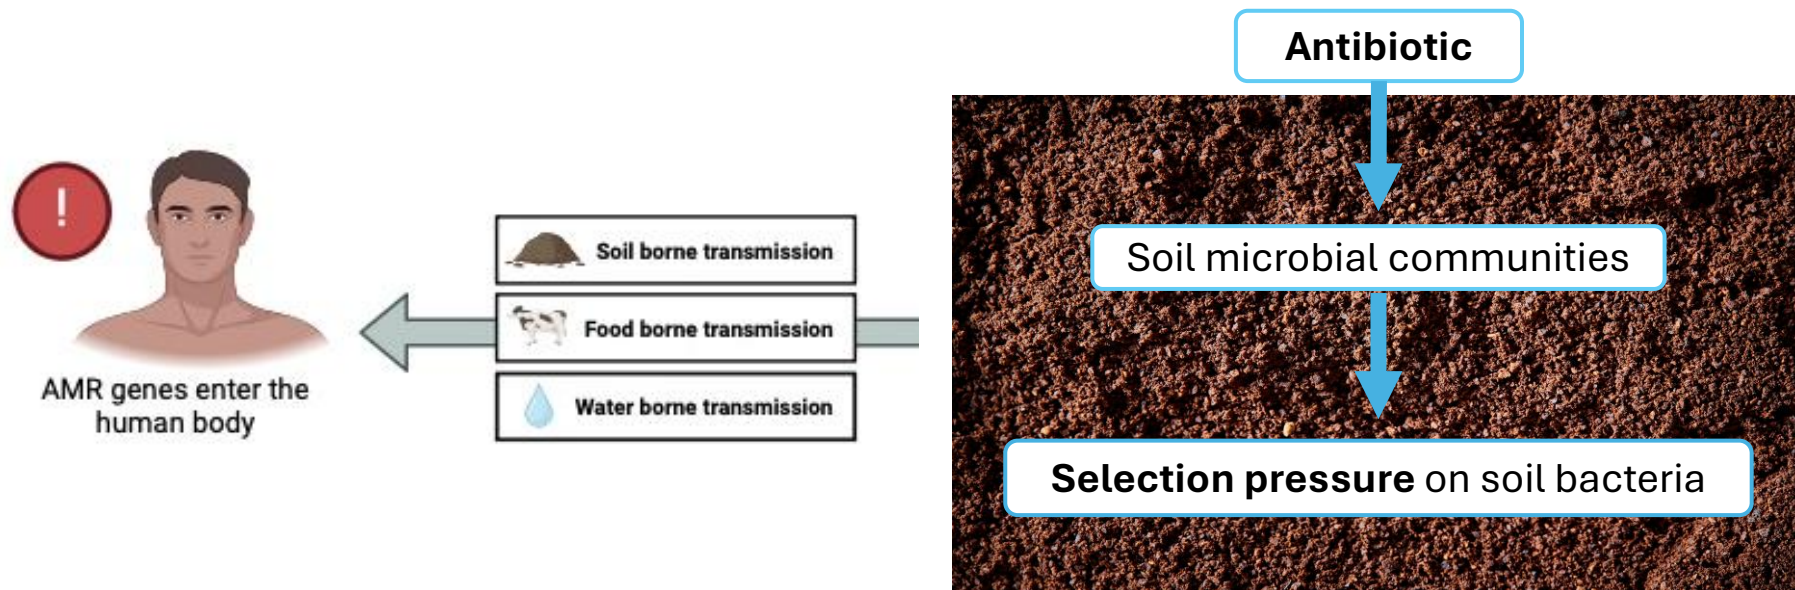 !
AMR genes enter the
human body
Soil borne transmission
Food borne transmission
Water borne transmission
Antibiotic
Soil microbial communities
Selection pressure on soil bacteria